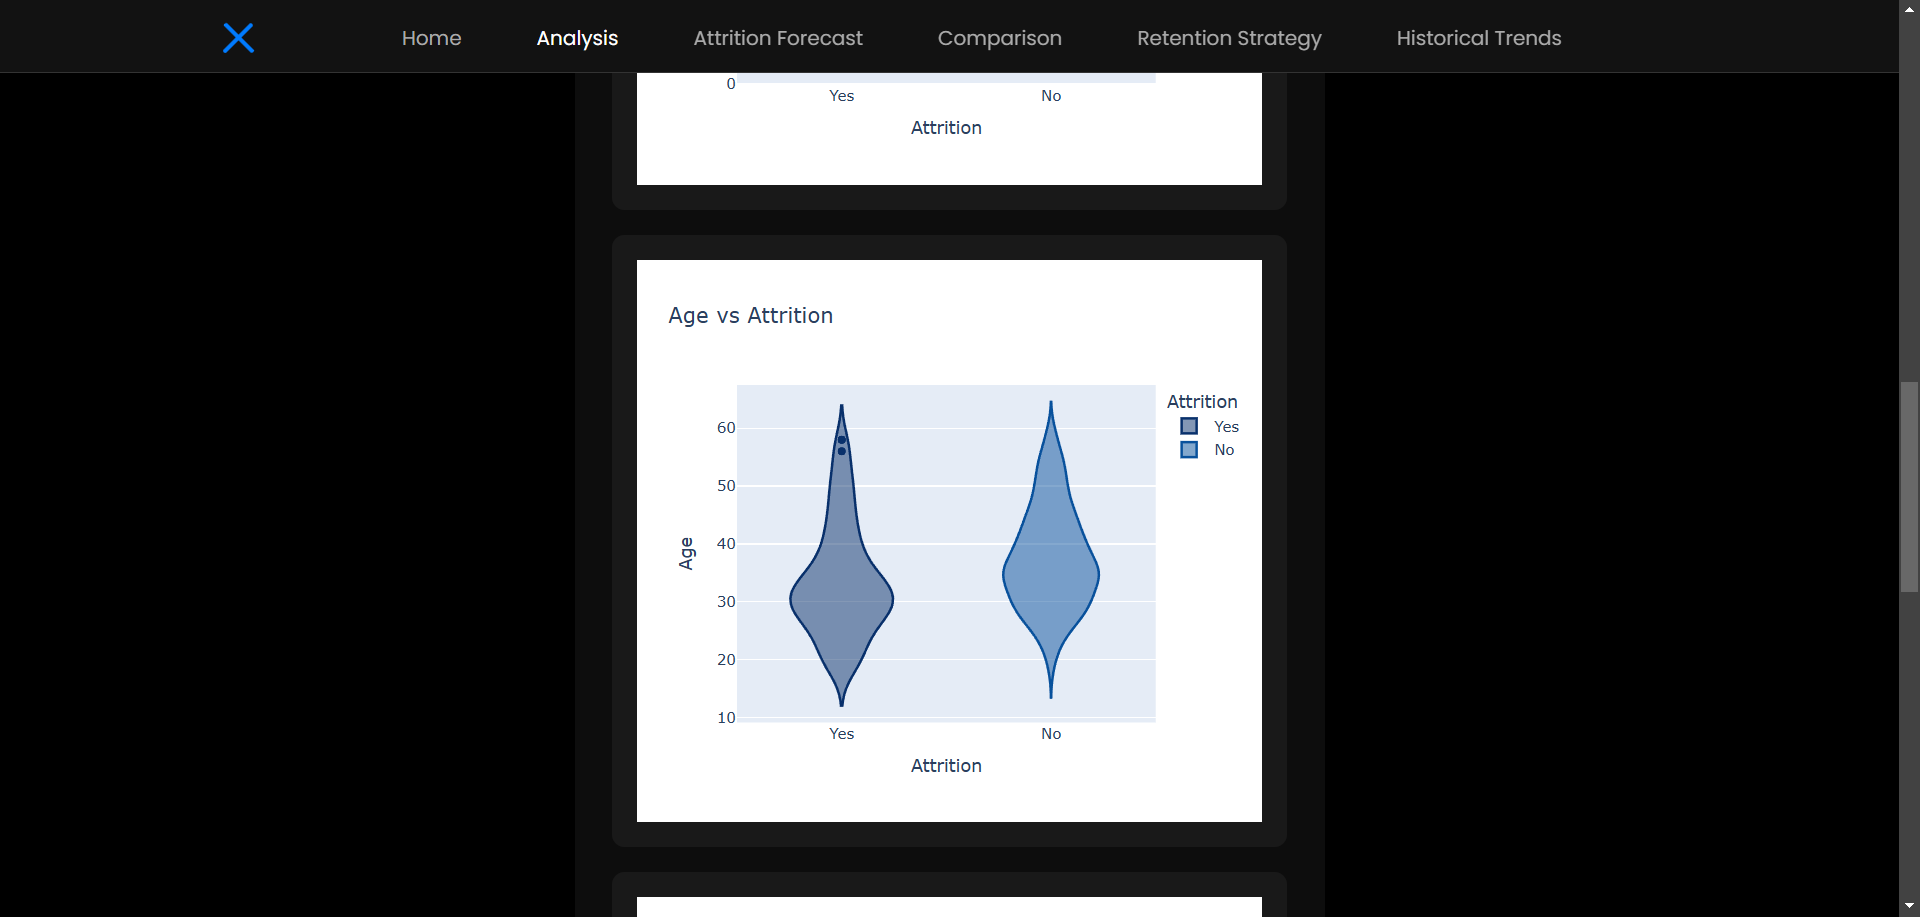 Home Analysis Attrition Forecast Comparison Retention Strategy Historical Trends
0
Yes No
Attrition
Age vs Attrition
Attrition
Yes
No
60
50
40
30
20
10
Age
Yes No
Attrition